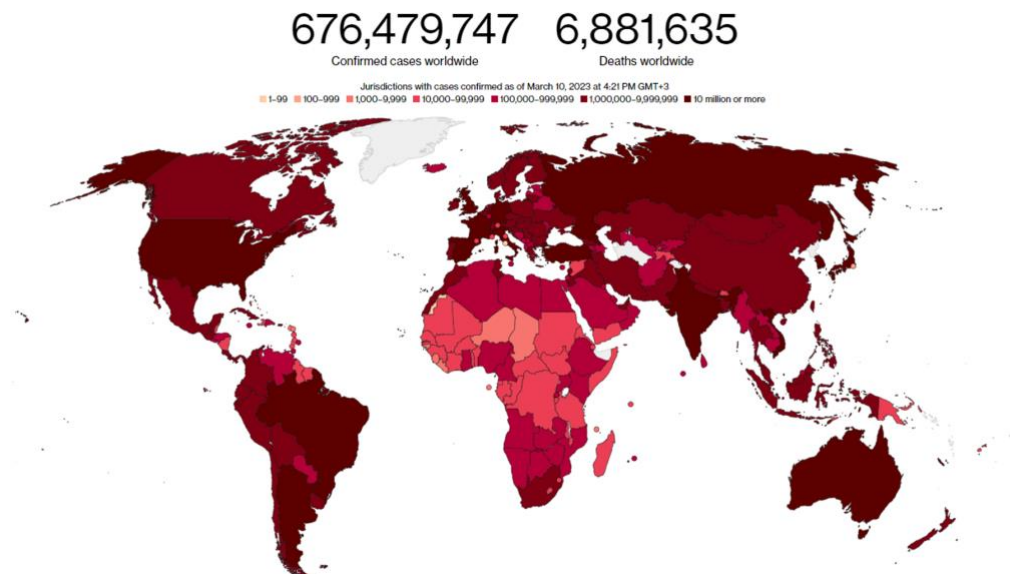 676,479,747 6,881,635
Confirmed cases worldwide Deaths worldwide
Jurisdictions with cases confirmed as of March 10, 2023 at 4:21 PM GMT+3
1–99 100–999 1,000–9,999 10,000–99,999 100,000–999,999 1,000,000–9,999,999 10 million or more